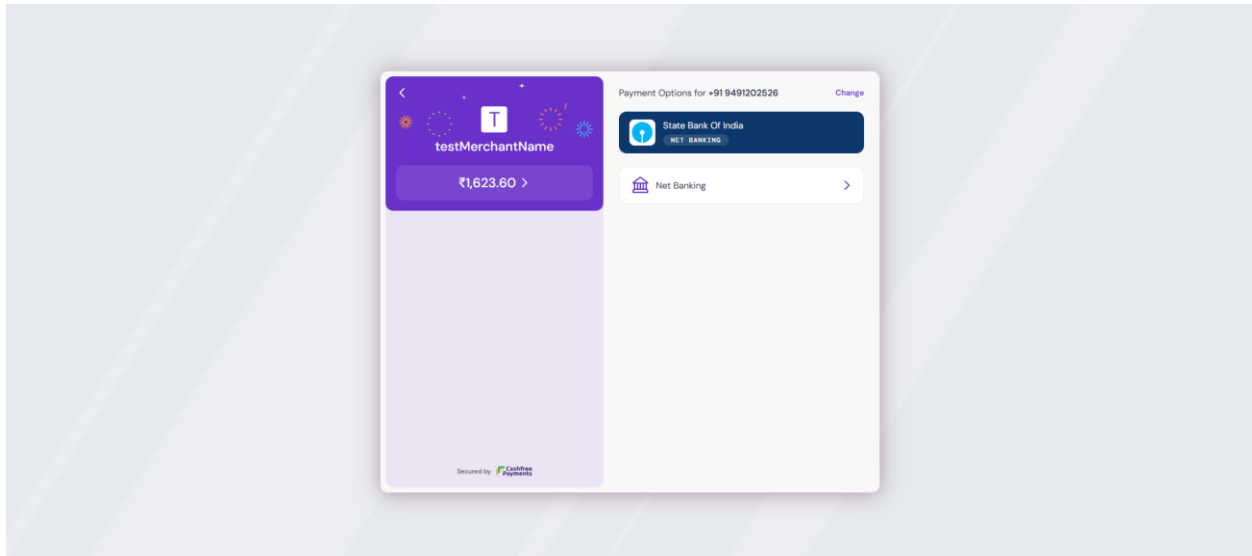 T
testMerchantName
₹1,623.60
Secured by Cashfree Payments
Payment Options for +91 9491202526
Change
State Bank Of India
NET BANKING
Net Banking